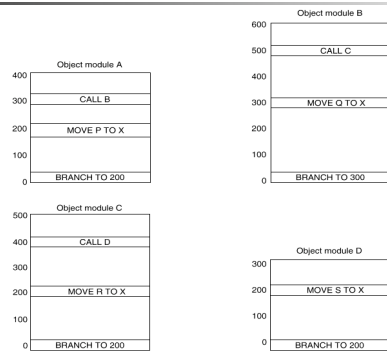 Object module A
400
300
CALL B
200
MOVE P TO X
100
BRANCH TO 200
0
Object module B
600
500
CALL C
400
300
MOVE Q TO X
200
100
BRANCH TO 300
0
Object module C
500
400
CALL D
300
200
MOVE R TO X
100
BRANCH TO 200
0
Object module D
300
200
MOVE S TO X
100
BRANCH TO 200
0